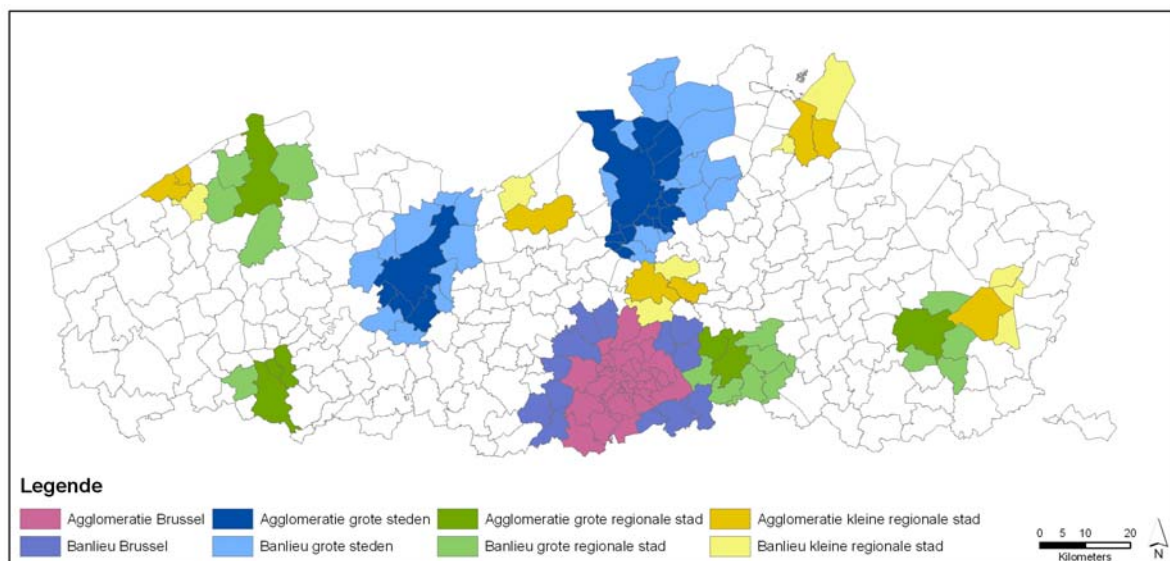 Legende
Agglomeratie Brussel
Agglomeratie grote steden
Agglomeratie grote regionale stad
Agglomeratie kleine regionale stad
Banlieu Brussel
Banlieu grote steden
Banlieu grote regionale stad
Banlieu kleine regionale stad
0 5 10 20
Kilometers
N